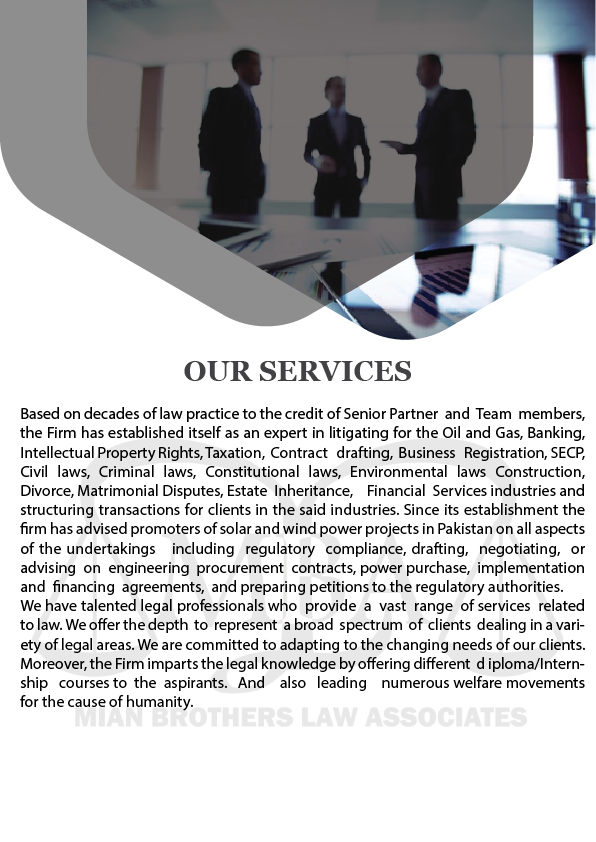 OUR SERVICES
Based on decades of law practice to the credit of Senior Partner and Team members,
the Firm has established itself as an expert in litigating for the Oil and Gas, Banking,
Intellectual Property Rights, Taxation, Contract drafting, Business Registration, SECP,
Civil laws, Criminal laws, Constitutional laws, Environmental laws Construction,
Divorce, Matrimonial Disputes, Estate Inheritance, Financial Services industries and
structuring transactions for clients in the said industries. Since its establishment the
firm has advised promoters of solar and wind power projects in Pakistan on all aspects
of the undertakings including regulatory compliance, drafting, negotiating, or
advising on engineering procurement contracts, power purchase, implementation
and financing agreements, and preparing petitions to the regulatory authorities.
We have talented legal professionals who provide a vast range of services related
to law. We offer the depth to represent a broad spectrum of clients dealing in a vari-
ety of legal areas. We are committed to adapting to the changing needs of our clients.
Moreover, the Firm imparts the legal knowledge by offering different d iploma/Intern-
ship courses to the aspirants. And also leading numerous welfare movements
for the cause of humanity.
MIAN BROTHERS LAW ASSOCIATES